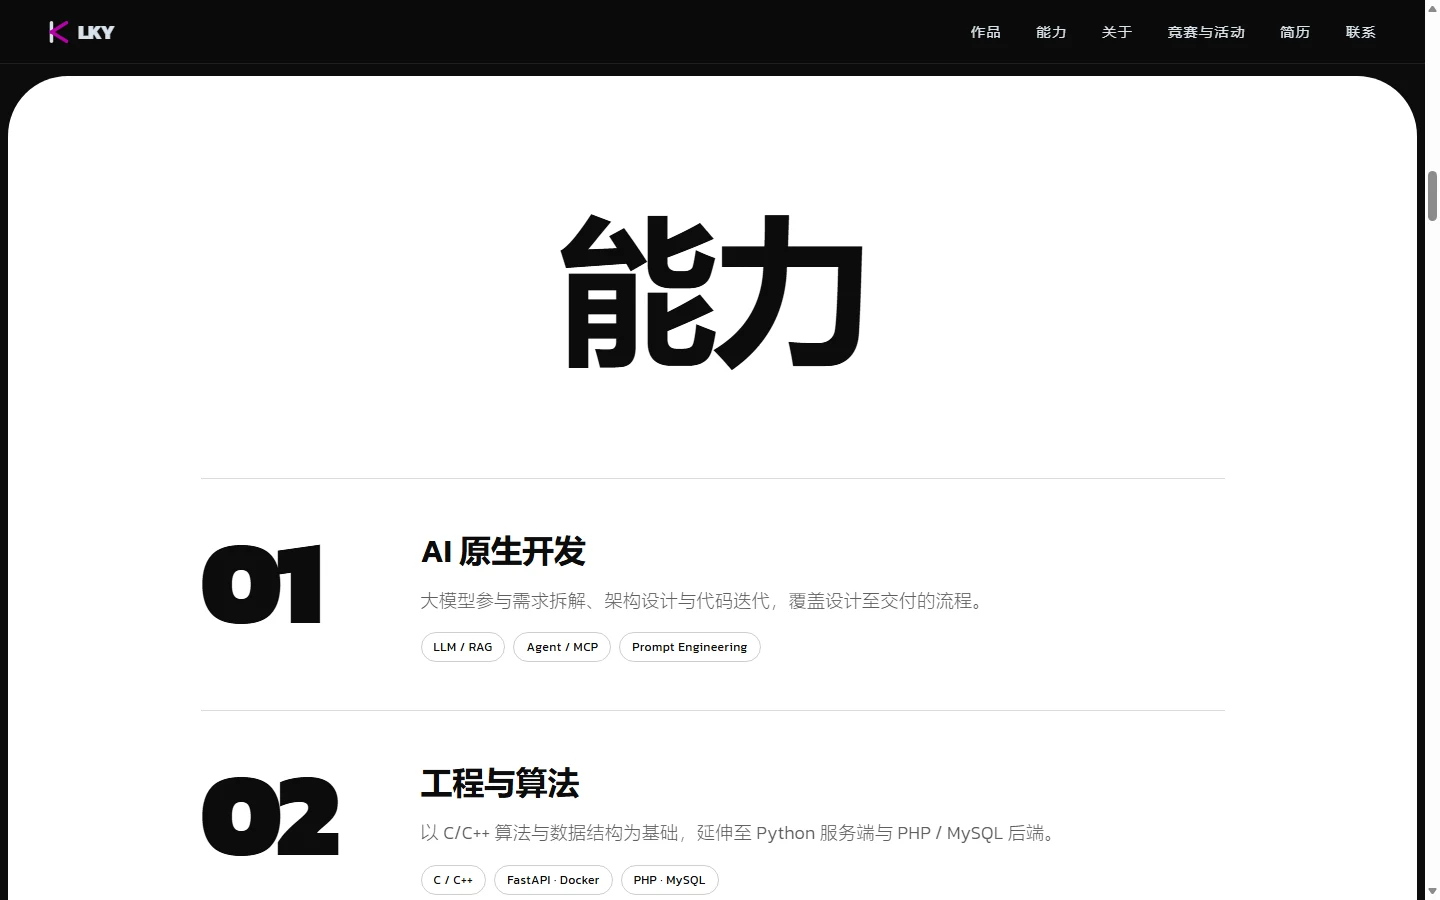 LKY
作品 能力 关于 竞赛与活动 简历 联系
能力
01
AI 原生开发
大模型参与需求拆解、架构设计与代码迭代，覆盖设计至交付的流程。
LLM / RAG Agent / MCP Prompt Engineering
02
工程与算法
以 C/C++ 算法与数据结构为基础，延伸至 Python 服务端与 PHP / MySQL 后端。
C / C++ FastAPI · Docker PHP · MySQL